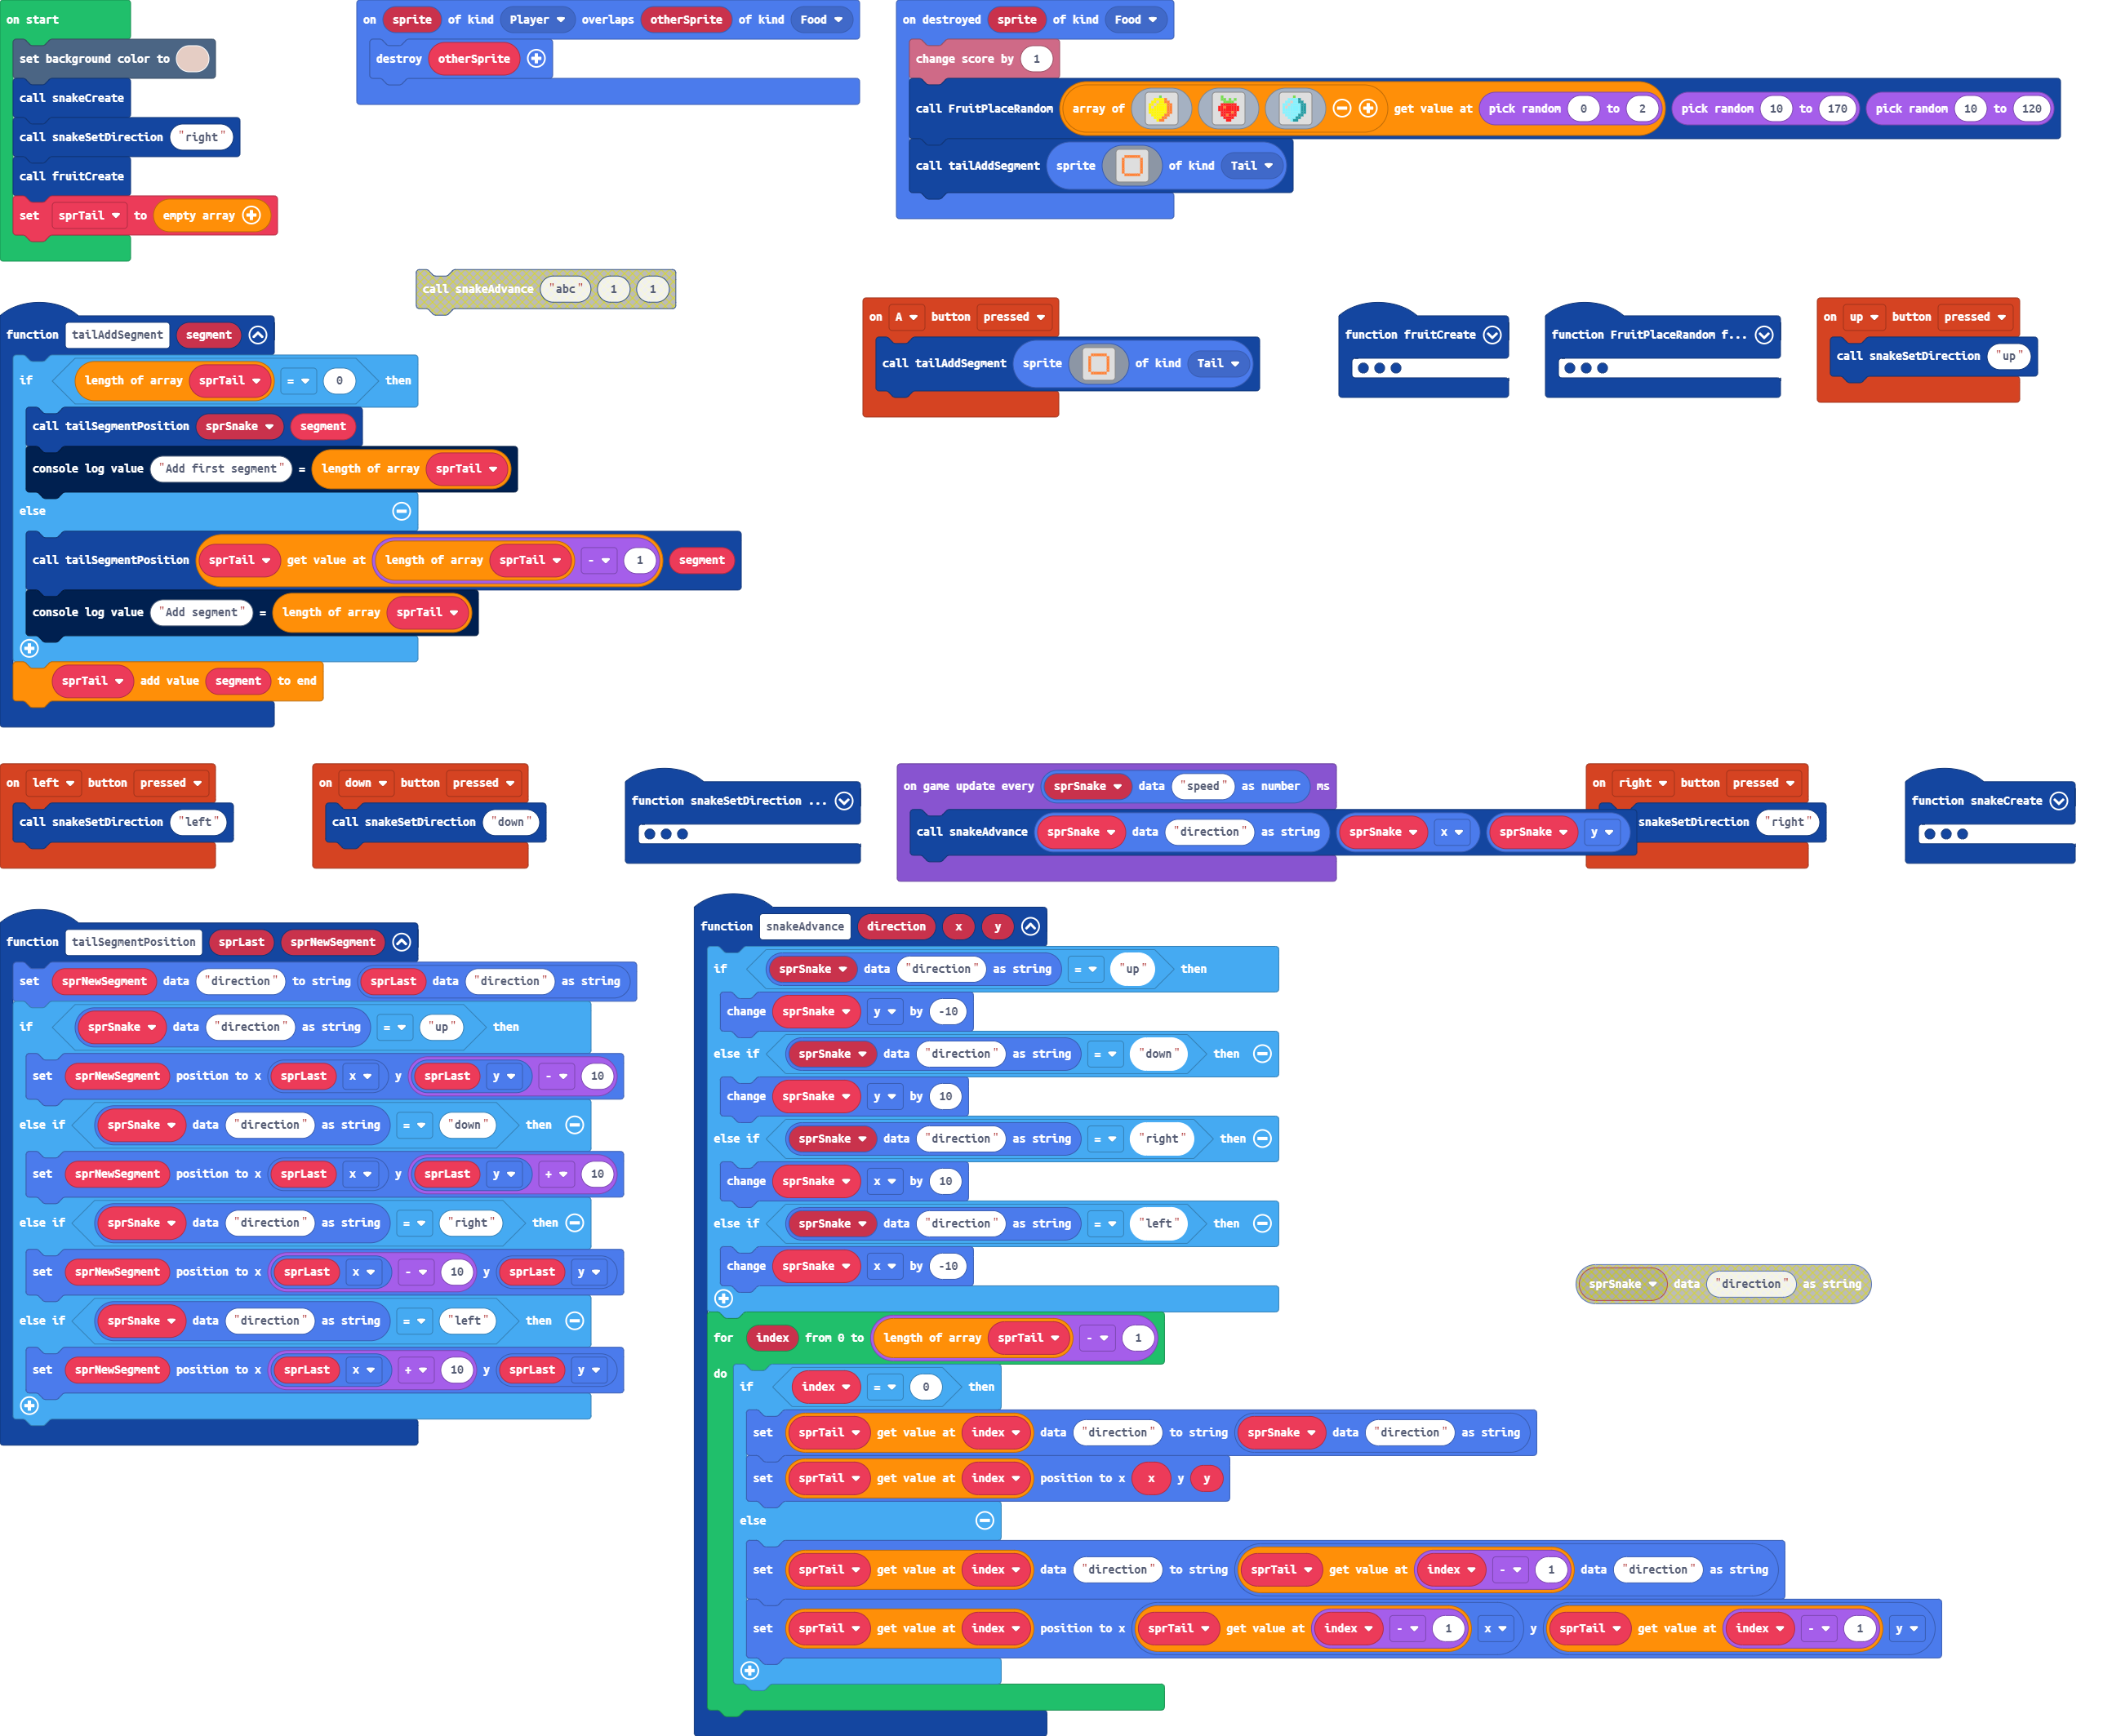 on start
set background color to
call snakeCreate
call snakeSetDirection "right"
call fruitCreate
set sprTail to empty array
on sprite of kind Player overlaps otherSprite of kind Food
destroy otherSprite
on destroyed sprite of kind Food
change score by 1
call FruitPlaceRandom array of get value at pick random 0 to 2 pick random 10 to 170 pick random 10 to 120
call tailAddSegment sprite of kind Tail
call snakeAdvance "abc" 1 1
function tailAddSegment segment
if length of array sprTail = 0 then
call tailSegmentPosition sprSnake segment
console log value "Add first segment" = length of array sprTail
else
call tailSegmentPosition sprTail get value at length of array sprTail - 1 segment
console log value "Add segment" = length of array sprTail
sprTail add value segment to end
on A button pressed
call tailAddSegment sprite of kind Tail
function fruitCreate
function FruitPlaceRandom f...
on up button pressed
call snakeSetDirection "up"
on left button pressed
call snakeSetDirection "left"
on down button pressed
call snakeSetDirection "down"
function snakeSetDirection ...
on game update every sprSnake data "speed" as number ms
call snakeAdvance sprSnake data "direction" as string sprSnake x sprSnake y
on right button pressed
snakeSetDirection "right"
function snakeCreate
function tailSegmentPosition sprLast sprNewSegment
set sprNewSegment data "direction" to string sprLast data "direction" as string
if sprSnake data "direction" as string = "up" then
set sprNewSegment position to x sprLast x y sprLast y - 10
else if sprSnake data "direction" as string = "down" then
set sprNewSegment position to x sprLast x y sprLast y + 10
else if sprSnake data "direction" as string = "right" then
set sprNewSegment position to x sprLast x - 10 y sprLast y
else if sprSnake data "direction" as string = "left" then
set sprNewSegment position to x sprLast x + 10 y sprLast y
function snakeAdvance direction x y
if sprSnake data "direction" as string = "up" then
change sprSnake y by -10
else if sprSnake data "direction" as string = "down" then
change sprSnake y by 10
else if sprSnake data "direction" as string = "right" then
change sprSnake x by 10
else if sprSnake data "direction" as string = "left" then
change sprSnake x by -10
for index from 0 to length of array sprTail - 1
do
if index = 0 then
set sprTail get value at index data "direction" to string sprSnake data "direction" as string
set sprTail get value at index position to x x y y
else
set sprTail get value at index data "direction" to string sprTail get value at index - 1 data "direction" as string
set sprTail get value at index position to x sprTail get value at index - 1 x y sprTail get value at index - 1 y
sprSnake data "direction" as string